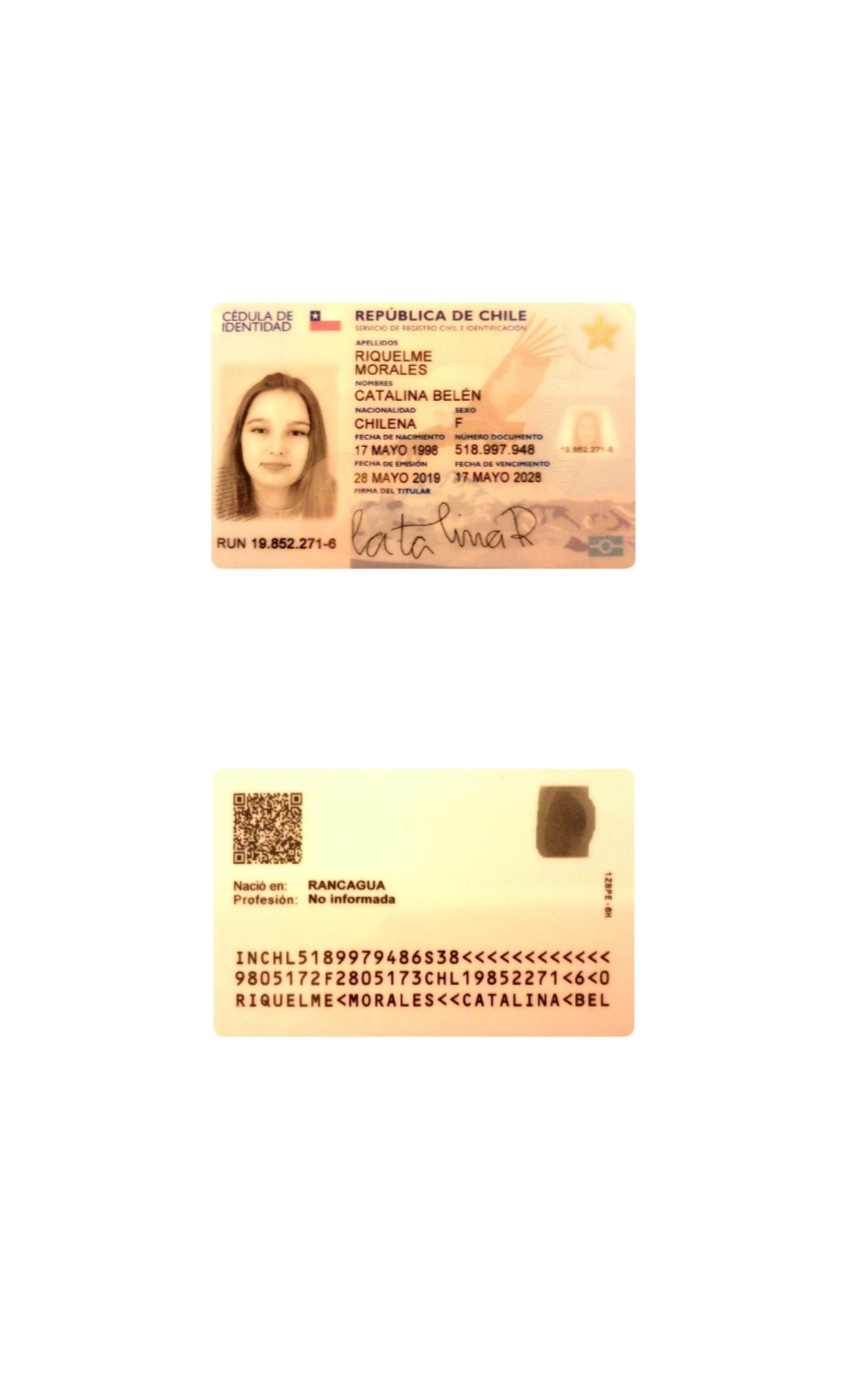 CÉDULA DE
IDENTIDAD
REPÚBLICA DE CHILE
SERVICIO DE REGISTRO CIVIL E IDENTIFICACIÓN
APELLIDOS
RIQUELME
MORALES
NOMBRES
CATALINA BELÉN
NACIONALIDAD SEXO
CHILENA F
FECHA DE NACIMIENTO NÚMERO DOCUMENTO
17 MAYO 1998 518.997.948
19.852.271-6
FECHA DE EMISIÓN FECHA DE VENCIMIENTO
28 MAYO 2019 17 MAYO 2028
FIRMA DEL TITULAR
Catalina R
RUN 19.852.271-6
Nació en: RANCAGUA
Profesión: No informada
INCHL5189979486S38<<<<<<<<<<<<
9805172F2805173CHL19852271<6<0
RIQUELME<MORALES<<CATALINA<BEL